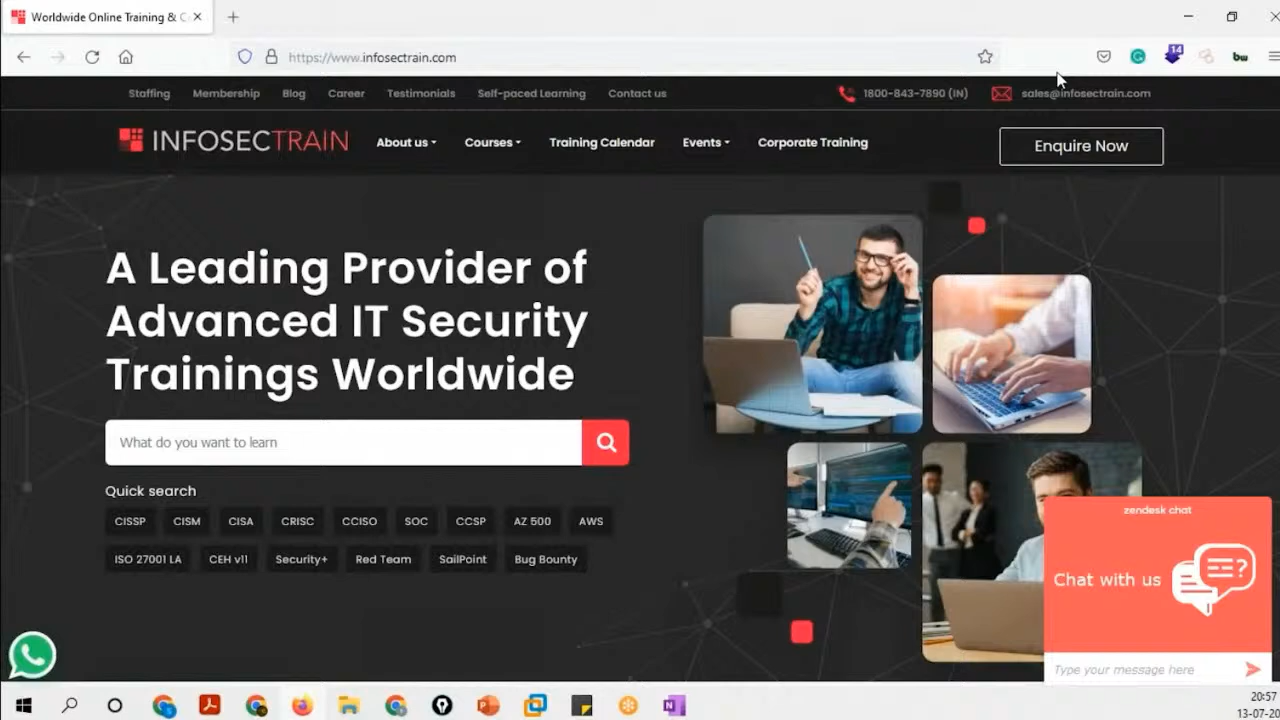 Worldwide Online Training & C
14
https://www.infosectrain.com
bw
Staffing Membership Blog Career Testimonials Self-paced Learning Contact us 1800-843-7890 (IN) sales@infosectrain.com
INFOSECTRAIN About us Courses Training Calendar Events Corporate Training Enquire Now
A Leading Provider of
Advanced IT Security
Trainings Worldwide
What do you want to learn
Quick search
CISSP CISM CISA CRISC CCISO SOC CCSP AZ 500 AWS
ISO 27001 LA CEH v11 Security+ Red Team SailPoint Bug Bounty
zendesk chat
Chat with us
Type your message here
20:57
13-07-20